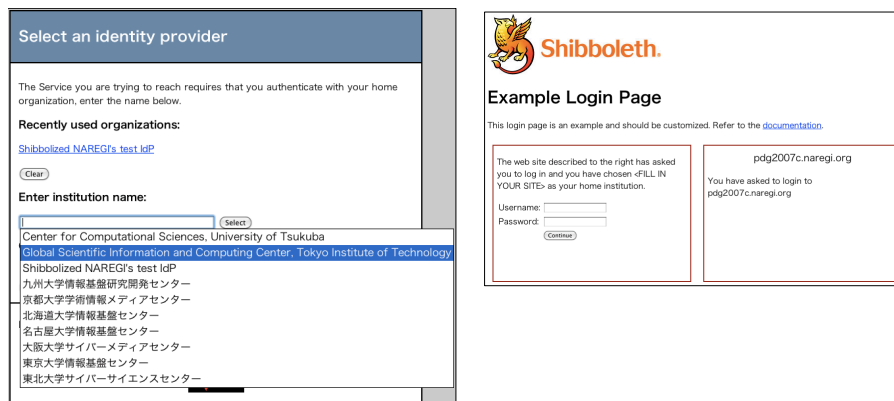 Select an identity provider
The Service you are trying to reach requires that you authenticate with your home
organization, enter the name below.
Recently used organizations:
Shibbolized NAREGI's test IdP
Clear
Enter institution name:
Select
Center for Computational Sciences, University of Tsukuba
Global Scientific Information and Computing Center, Tokyo Institute of Technology
Shibbolized NAREGI's test IdP
九州大学情報基盤研究開発センター
京都大学学術情報メディアセンター
北海道大学情報基盤センター
名古屋大学情報基盤センター
大阪大学サイバーメディアセンター
東京大学情報基盤センター
東北大学サイバーサイエンスセンター
Shibboleth.
Example Login Page
This login page is an example and should be customized. Refer to the documentation.
The web site described to the right has asked
you to log in and you have chosen <FILL IN
YOUR SITE> as your home institution.
Username:
Password:
Continue
pdg2007c.naregi.org
You have asked to login to
pdg2007c.naregi.org